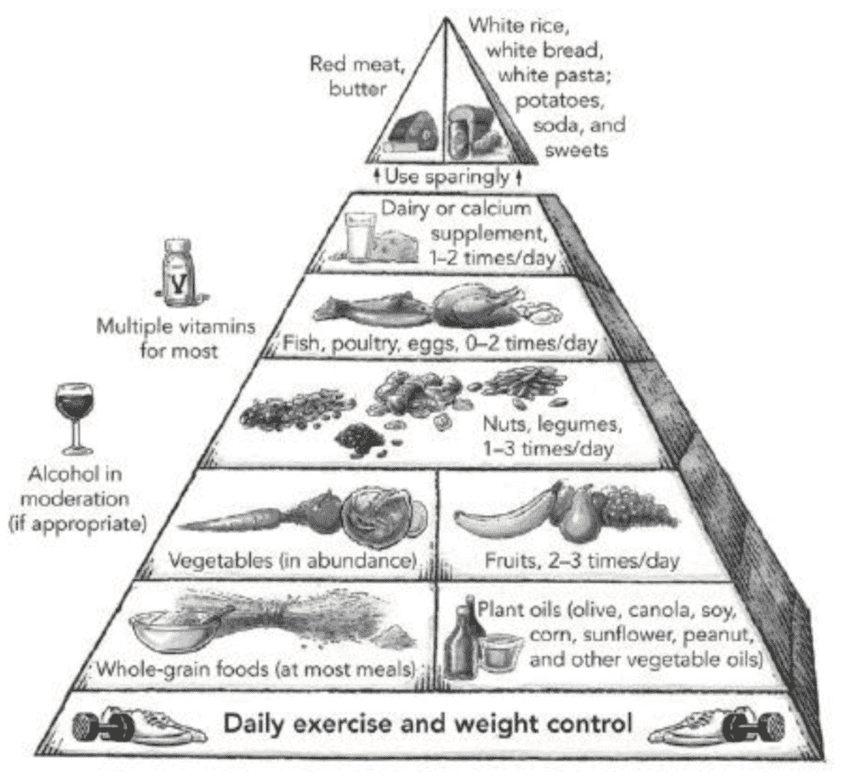 Red meat,
butter
White rice,
white bread,
white pasta;
potatoes,
soda, and
sweets
Use sparingly
Dairy or calcium
supplement,
1–2 times/day
V
Multiple vitamins
for most
Fish, poultry, eggs, 0–2 times/day
Nuts, legumes,
1–3 times/day
Alcohol in
moderation
(if appropriate)
Vegetables (in abundance)
Fruits, 2–3 times/day
Whole-grain foods (at most meals)
Plant oils (olive, canola, soy,
corn, sunflower, peanut,
and other vegetable oils)
Daily exercise and weight control